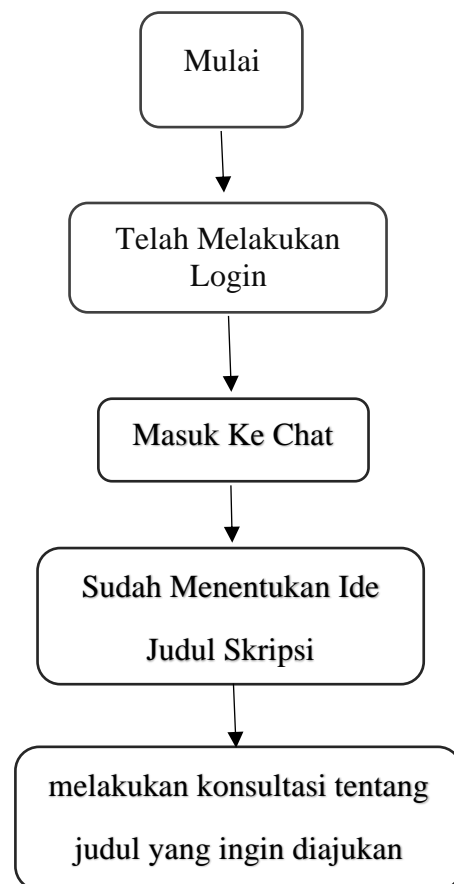 Mulai
Telah Melakukan
Login
Masuk Ke Chat
Sudah Menentukan Ide
Judul Skripsi
melakukan konsultasi tentang
judul yang ingin diajukan